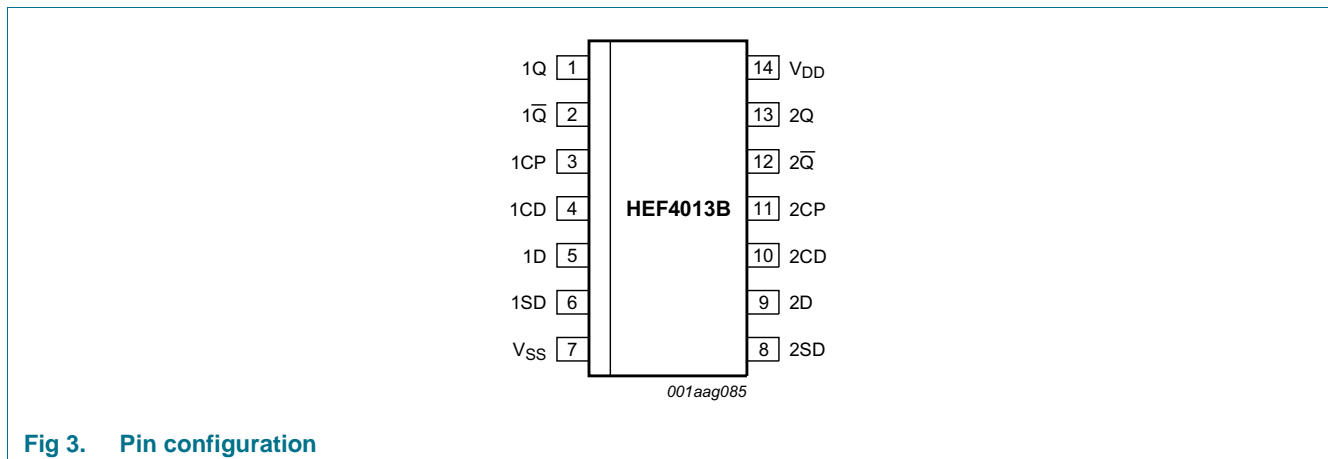 1Q 1 14 VDD
1Q̅ 2 13 2Q
1CP 3 12 2Q̅
1CD 4 HEF4013B 11 2CP
1D 5 10 2CD
1SD 6 9 2D
VSS 7 8 2SD
001aag085
Fig 3. Pin configuration